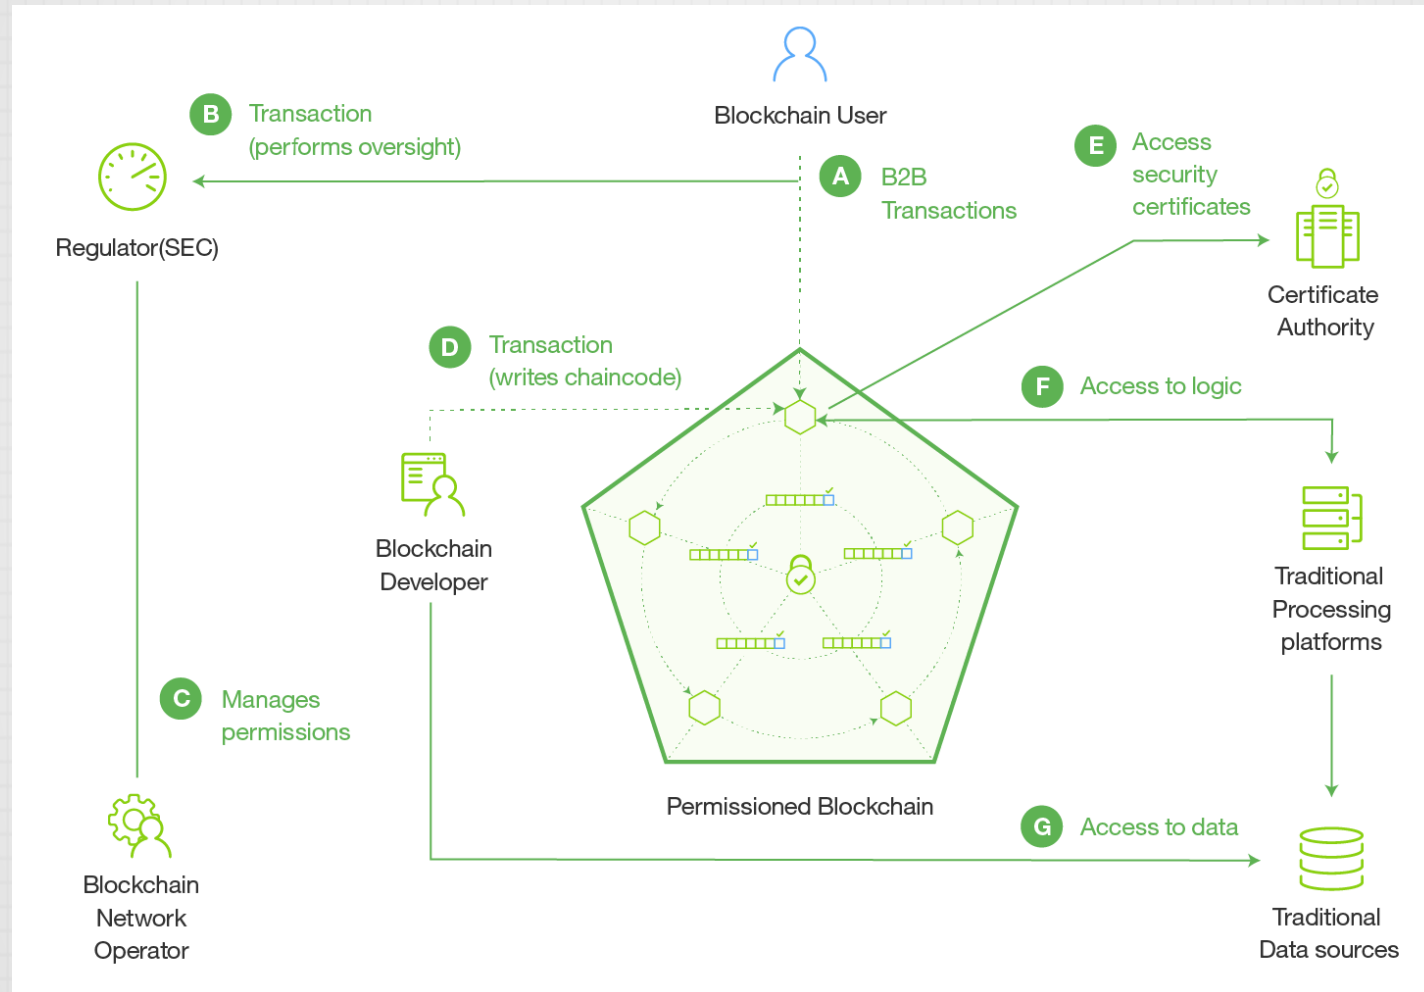 Blockchain User
B
Transaction
(performs oversight)
A
B2B
Transactions
E
Access
security
certificates
Regulator(SEC)
Certificate
Authority
D
Transaction
(writes chaincode)
F
Access to logic
Blockchain
Developer
Traditional
Processing
platforms
C
Manages
permissions
Permissioned Blockchain
G
Access to data
Blockchain
Network
Operator
Traditional
Data sources